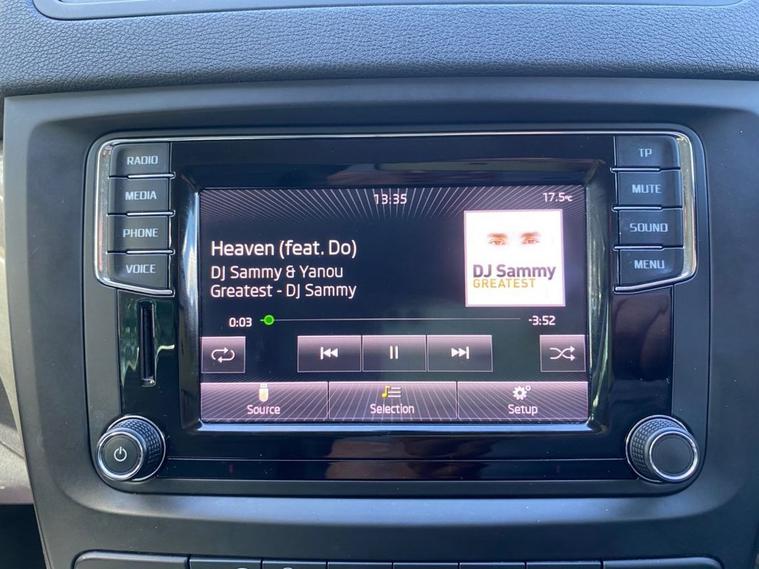 RADIO
MEDIA
PHONE
VOICE
TP
MUTE
SOUND
MENU
13:35
17.5°C
Heaven (feat. Do)
DJ Sammy & Yanou
Greatest - DJ Sammy
DJ Sammy
GREATEST
0:03
-3:52
Source
Selection
Setup